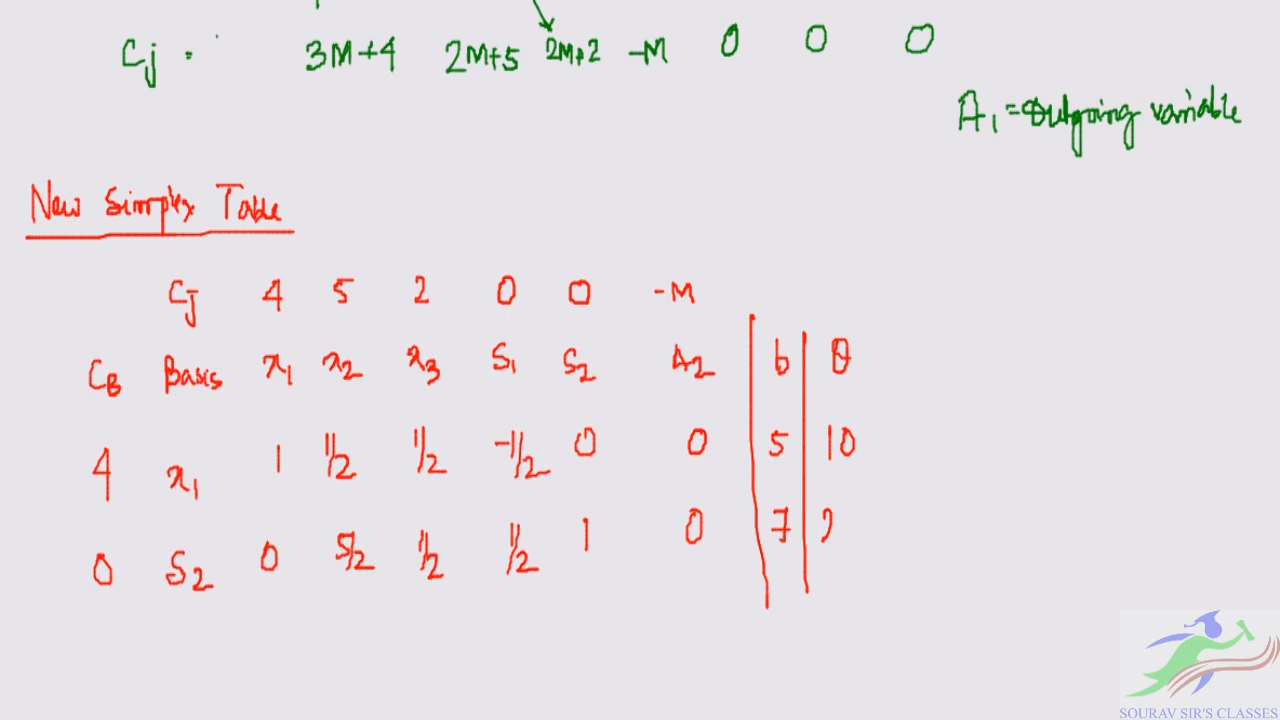 Cj = 3M+4 2M+5 2M+2 -M 0 0 0
A1 = Outgoing variable
New Simplex Table
Cj 4 5 2 0 0 -M
CB Basis x1 x2 x3 S1 S2 A2 b θ
4 x1 1 1/2 1/2 -1/2 0 0 5 10
0 S2 0 5/2 1/2 1/2 1 0 7
SOURAV SIR'S CLASSES